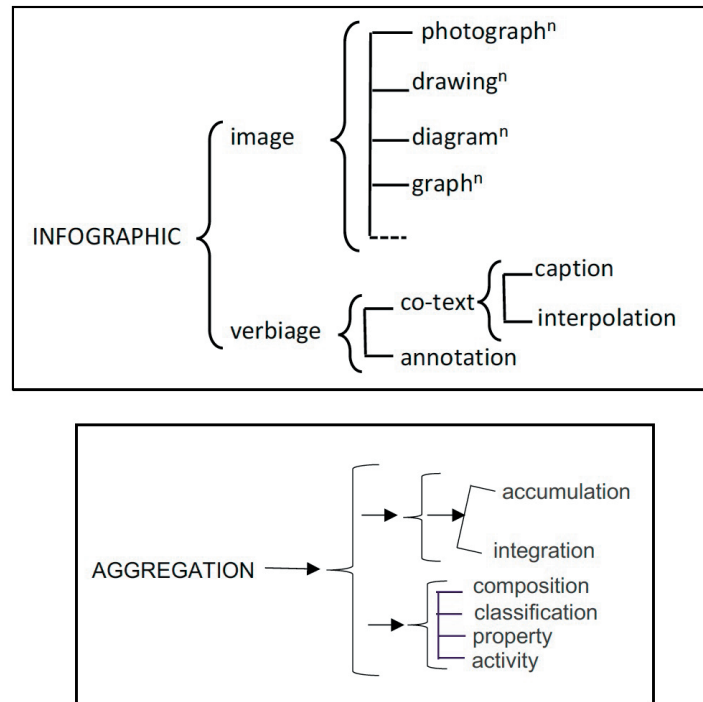 photographⁿ
drawingⁿ
image
diagramⁿ
graphⁿ
INFOGRAPHIC
caption
co-text
interpolation
verbiage
annotation
accumulation
integration
AGGREGATION
composition
classification
property
activity